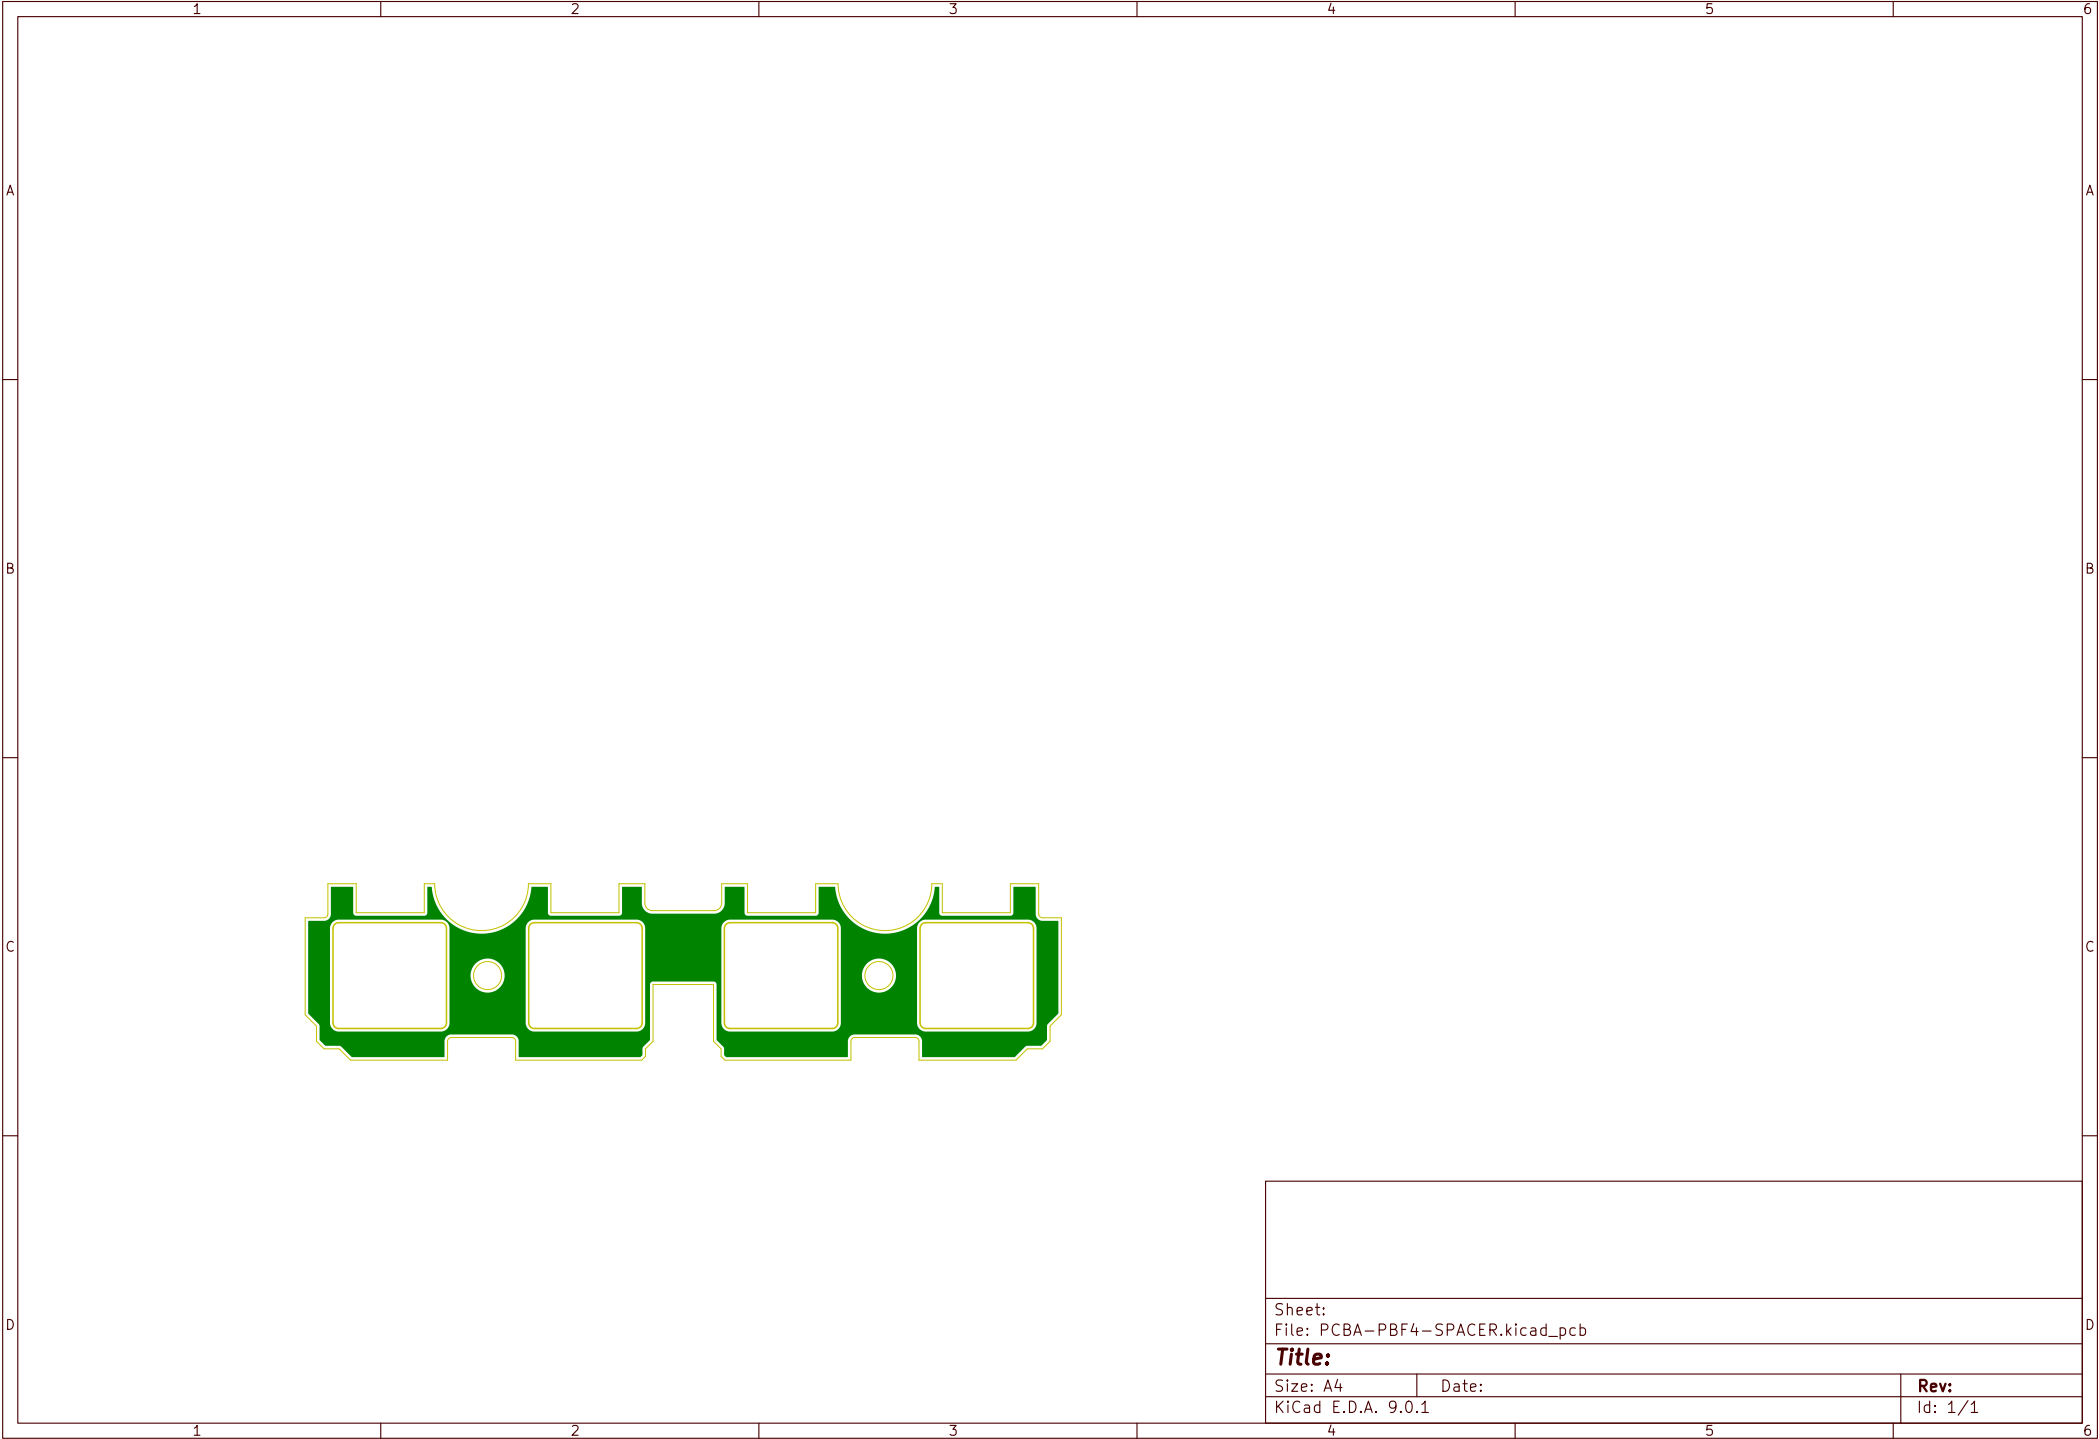 1 2 3 4 5 6
A A
B B
C C
D D
Sheet:
File: PCBA-PBF4-SPACER.kicad_pcb
Title:
Size: A4 Date: Rev:
KiCad E.D.A. 9.0.1 Id: 1/1
1 2 3 4 5 6